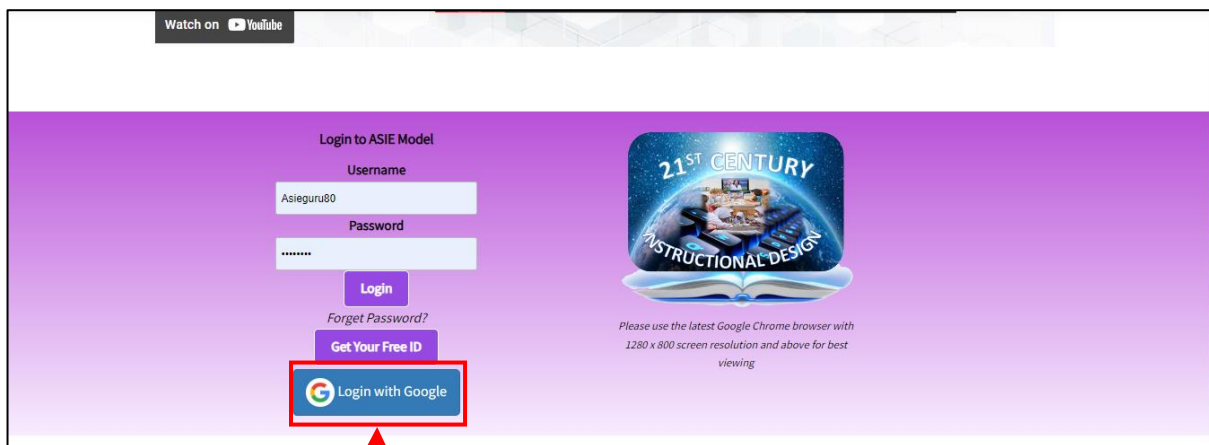 Watch on YouTube
Login to ASIE Model
Username
Asieguru80
Password
••••••••
Login
Forget Password?
Get Your Free ID
Login with Google
21ST CENTURY
INSTRUCTIONAL DESIGN
Please use the latest Google Chrome browser with
1280 x 800 screen resolution and above for best
viewing